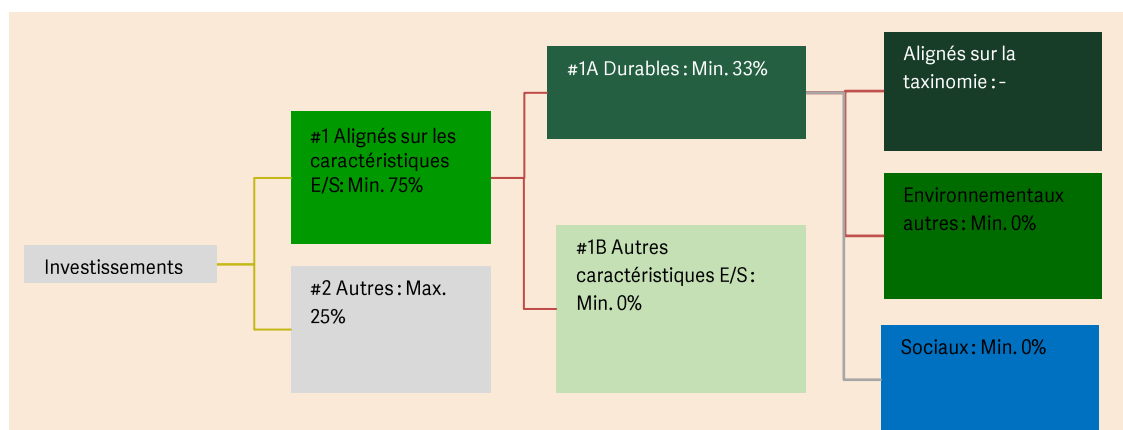 Investissements
#1 Alignés sur les
caractéristiques
E/S: Min. 75%
#2 Autres : Max.
25%
#1A Durables : Min. 33%
#1B Autres
caractéristiques E/S :
Min. 0%
Alignés sur la
taxinomie : -
Environnementaux
autres : Min. 0%
Sociaux : Min. 0%